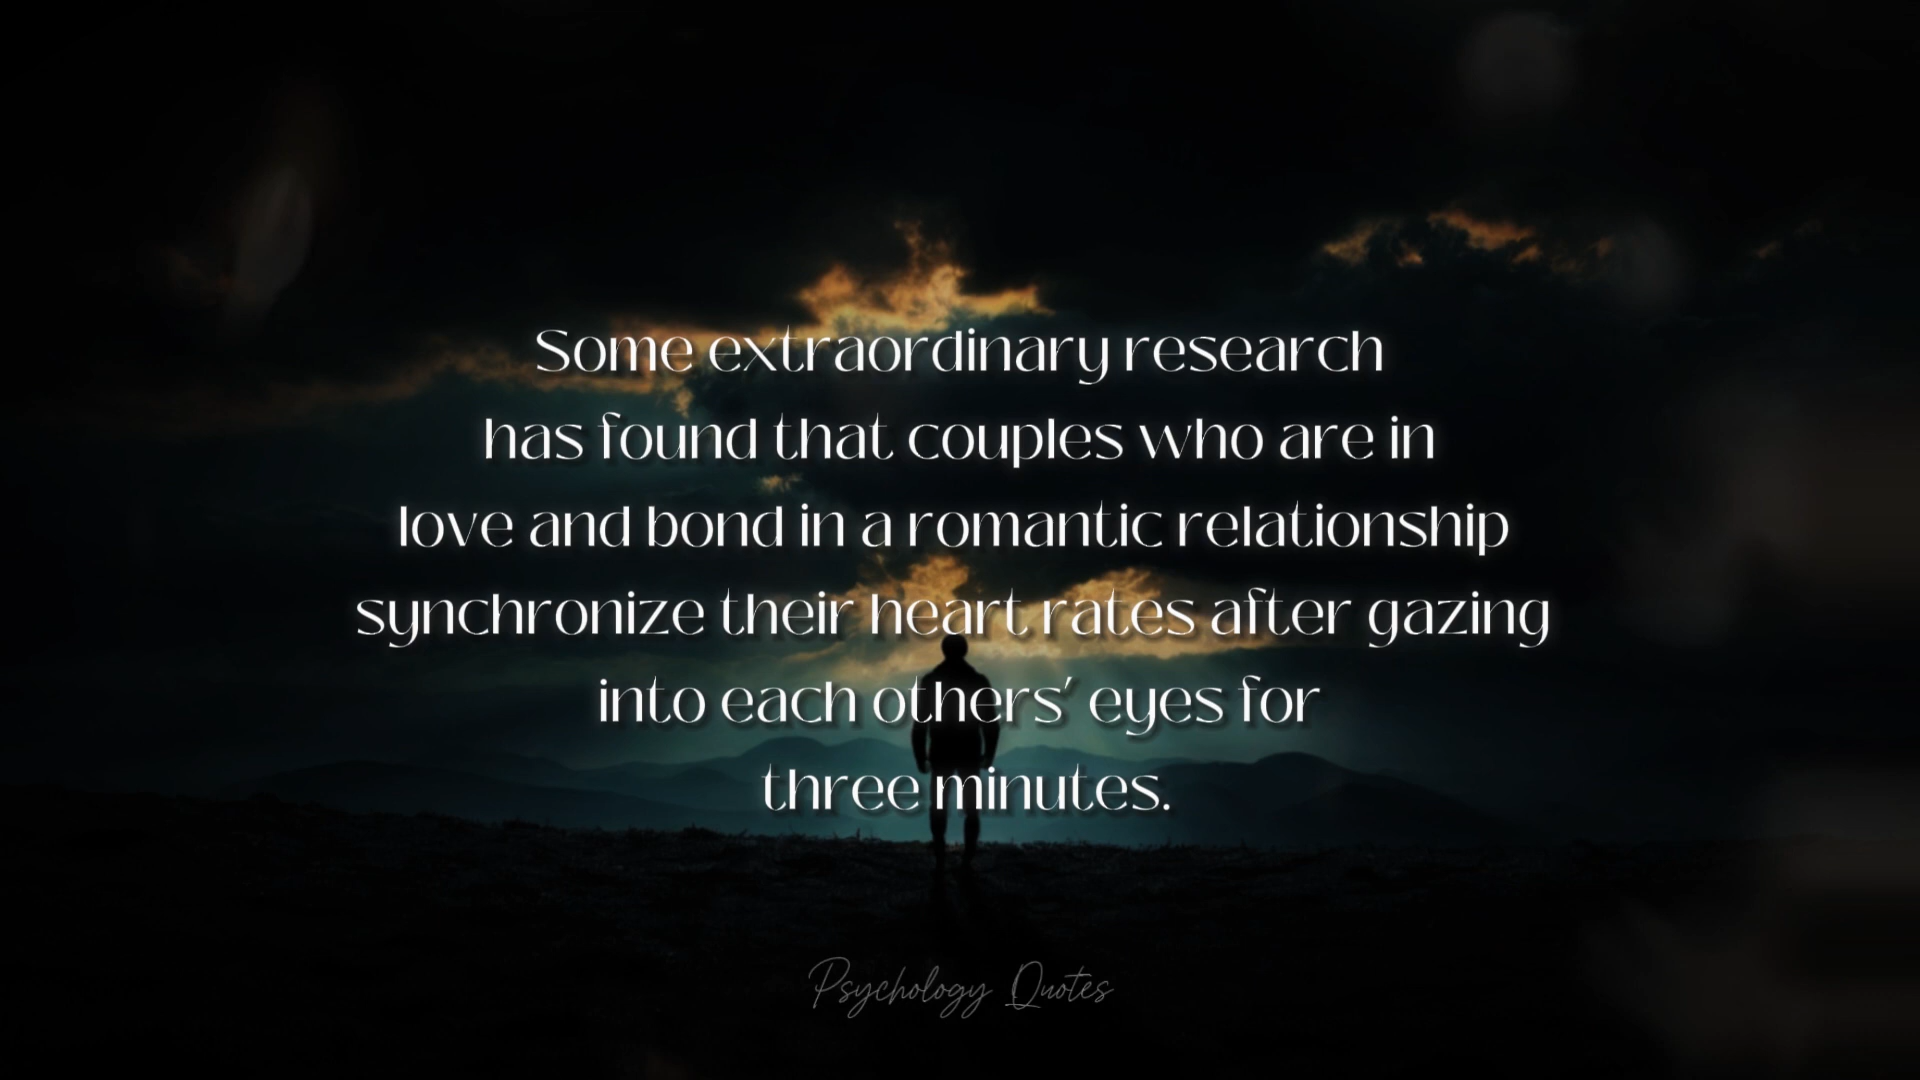 Some extraordinary research
has found that couples who are in
love and bond in a romantic relationship
synchronize their heart rates after gazing
into each others' eyes for
three minutes.
Psychology Quotes